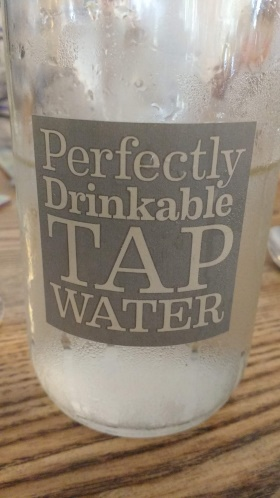 Perfectly
Drinkable
TAP
WATER